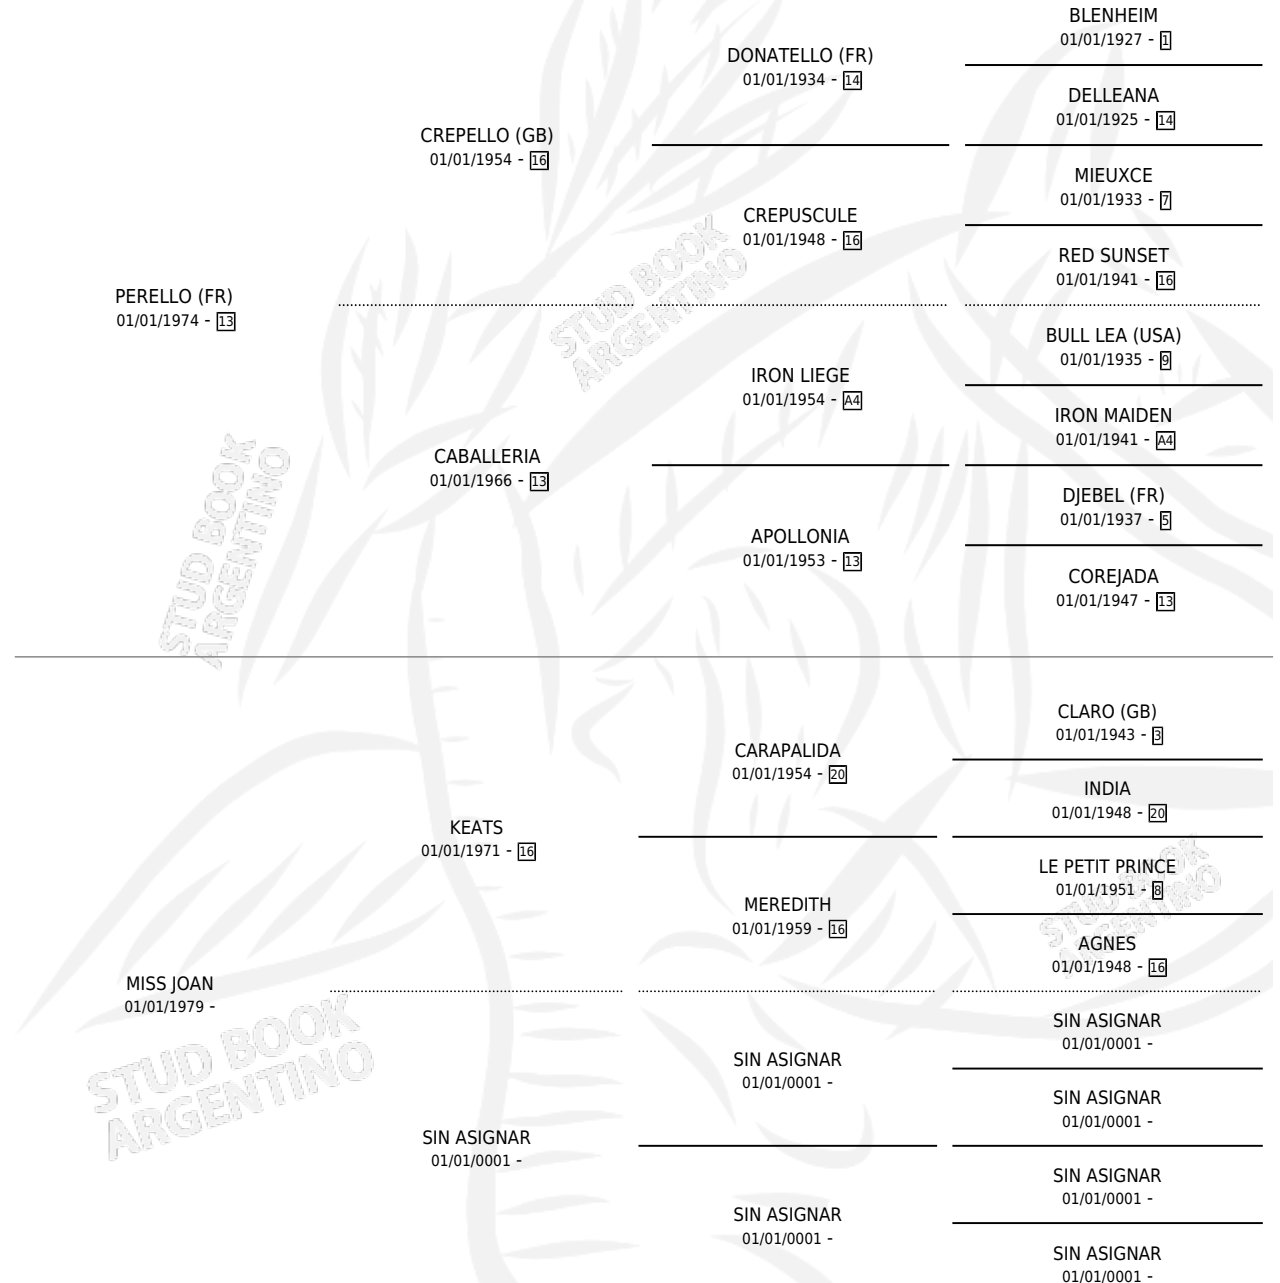 BLENHEIM
01/01/1927 - 1
DONATELLO (FR)
01/01/1934 - 14
DELLEANA
01/01/1925 - 14
CREPELLO (GB)
01/01/1954 - 16
MIEUXCE
01/01/1933 - 7
CREPUSCULE
01/01/1948 - 16
RED SUNSET
01/01/1941 - 16
PERELLO (FR)
01/01/1974 - 13
BULL LEA (USA)
01/01/1935 - 9
IRON LIEGE
01/01/1954 - A4
IRON MAIDEN
01/01/1941 - A4
CABALLERIA
01/01/1966 - 13
DJEBEL (FR)
01/01/1937 - 5
APOLLONIA
01/01/1953 - 13
COREJADA
01/01/1947 - 13
CLARO (GB)
01/01/1943 - 3
CARAPALIDA
01/01/1954 - 20
INDIA
01/01/1948 - 20
KEATS
01/01/1971 - 16
LE PETIT PRINCE
01/01/1951 - 8
MEREDITH
01/01/1959 - 16
AGNES
01/01/1948 - 16
MISS JOAN
01/01/1979 -
SIN ASIGNAR
01/01/0001 -
SIN ASIGNAR
01/01/0001 -
SIN ASIGNAR
01/01/0001 -
SIN ASIGNAR
01/01/0001 -
SIN ASIGNAR
01/01/0001 -
SIN ASIGNAR
01/01/0001 -
SIN ASIGNAR
01/01/0001 -
STUD BOOK
ARGENTINO
STUD BOOK
ARGENTINO
STUD BOOK
ARGENTINO
STUD BOOK
ARGENTINO